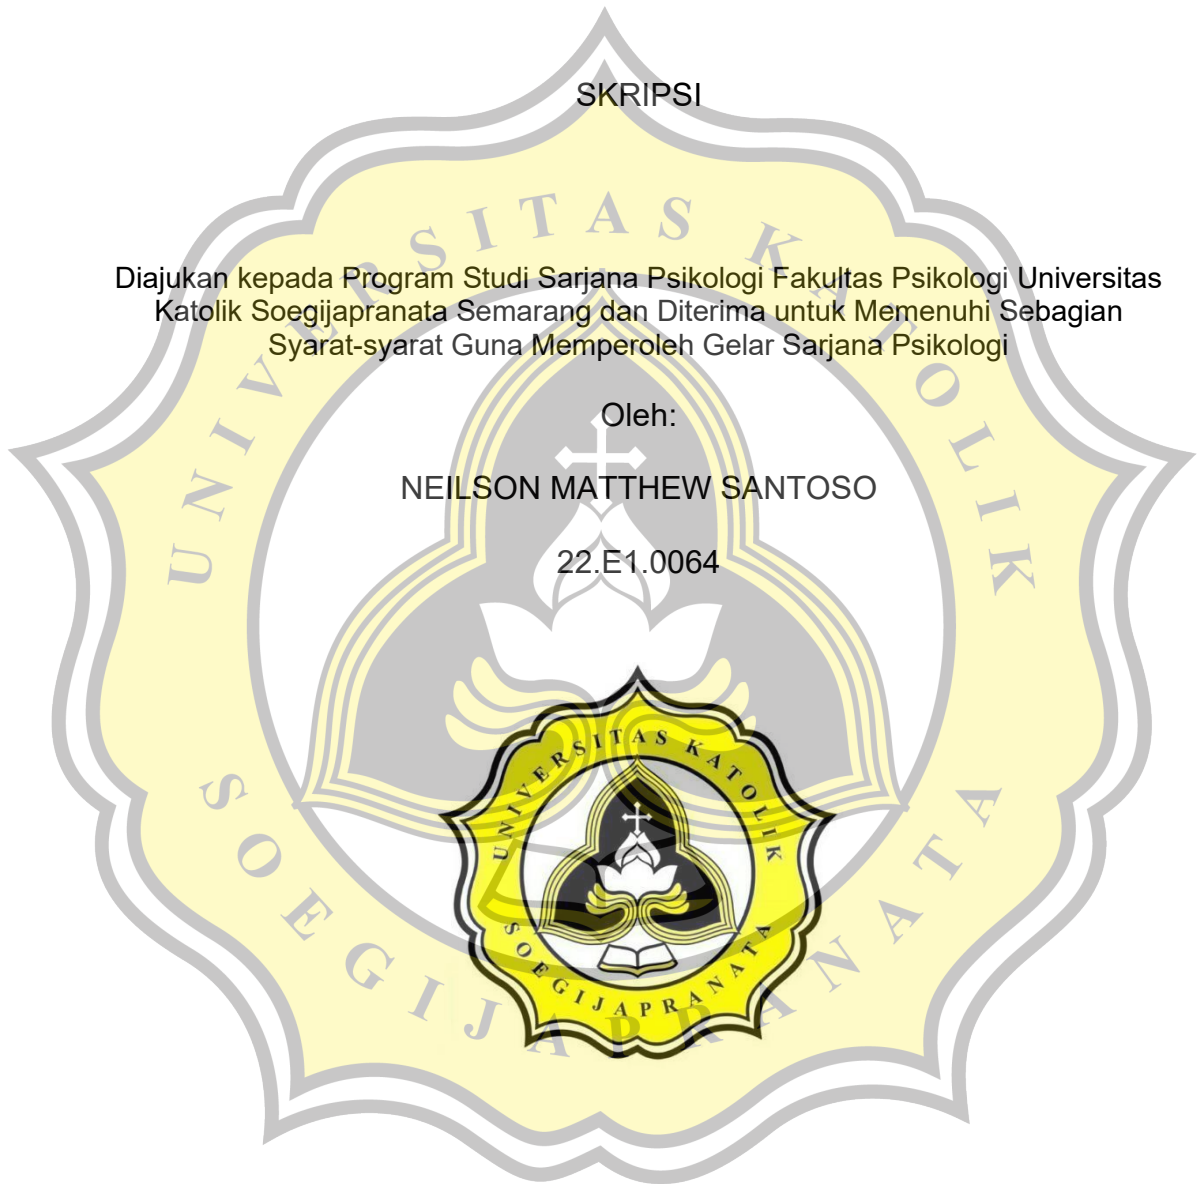 SKRIPSI
Diajukan kepada Program Studi Sarjana Psikologi Fakultas Psikologi Universitas
Katolik Soegijapranata Semarang dan Diterima untuk Memenuhi Sebagian
Syarat-syarat Guna Memperoleh Gelar Sarjana Psikologi
Oleh:
NEILSON MATTHEW SANTOSO
22.E1.0064
UNIVERSITAS KATOLIK
SOEGIJAPRANATA
UNIVERSITAS KATOLIK
SOEGIJAPRANATA